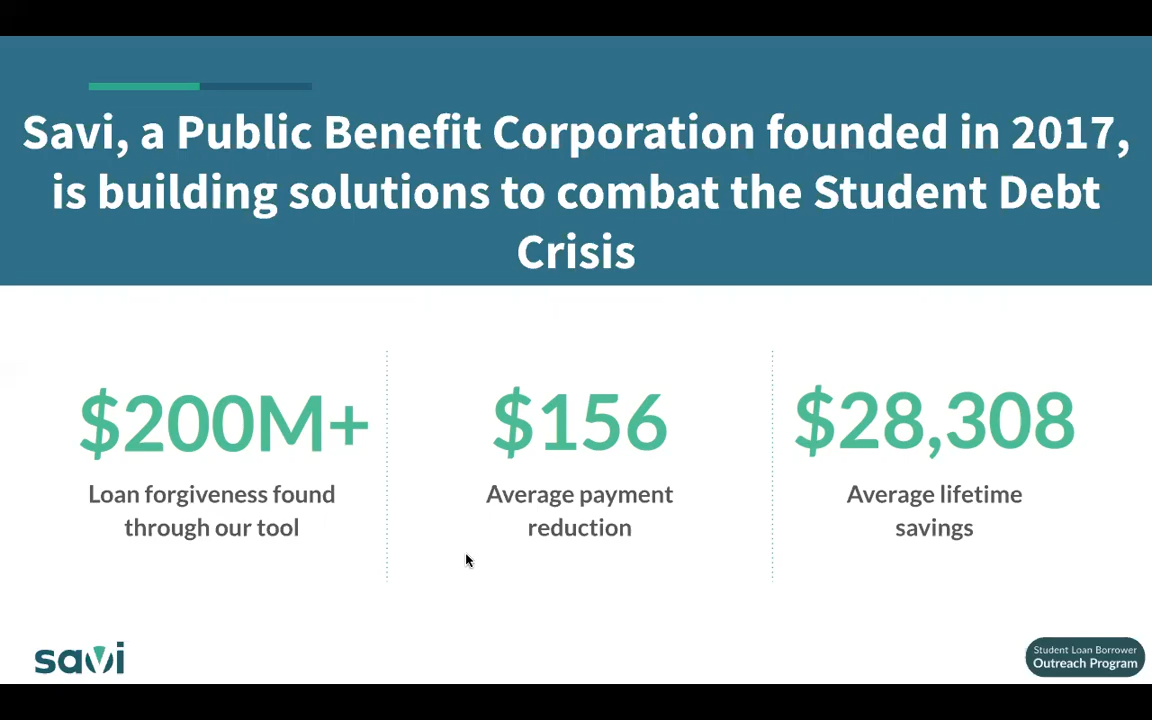 Savi, a Public Benefit Corporation founded in 2017,
is building solutions to combat the Student Debt
Crisis
$200M+
Loan forgiveness found
through our tool
$156
Average payment
reduction
$28,308
Average lifetime
savings
savi
Student Loan Borrower
Outreach Program